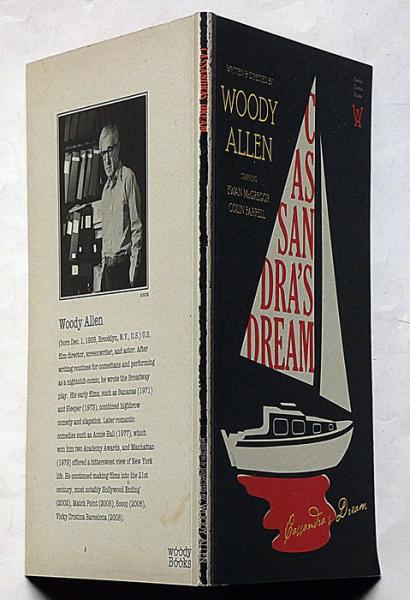 Woody Allen
(born Dec. 1, 1935, Brooklyn, N.Y., U.S.) U.S.
film director, screenwriter, and actor. After
writing routines for comedians and performing
as a nightclub comic, he wrote the Broadway
play. His early films, such as Bananas (1971)
and Sleeper (1973), combined highbrow
comedy and slapstick. Later romantic
comedies such as Annie Hall (1977), which
won him two Academy Awards, and Manhattan
(1979) offered a bittersweet view of New York
life. He continued making films into the 21st
century, most notably Hollywood Ending
(2002), Match Point (2005), Scoop (2006),
Vicky Cristina Barcelona (2008).
woody
Books
CASSANDRA'S DREAM
WRITTEN & DIRECTED BY WOODY ALLEN
WRITTEN & DIRECTED BY
WOODY
ALLEN
STARRING
EWAN McGREGOR
COLIN FARRELL
C
AS
SAN
DRA'S
DREAM
Cassandra's Dream
W